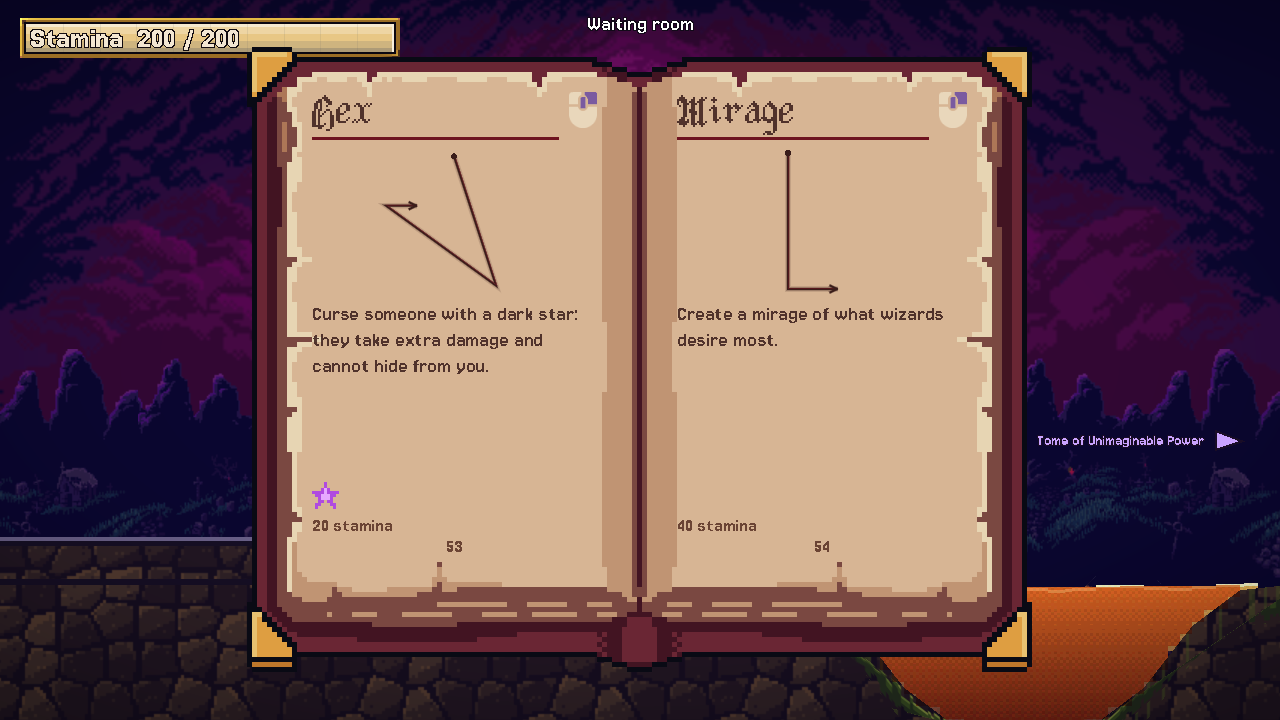 Waiting room
Stamina 200 / 200
Hex
Curse someone with a dark star:
they take extra damage and
cannot hide from you.
20 stamina
53
Mirage
Create a mirage of what wizards
desire most.
40 stamina
54
Tome of Unimaginable Power